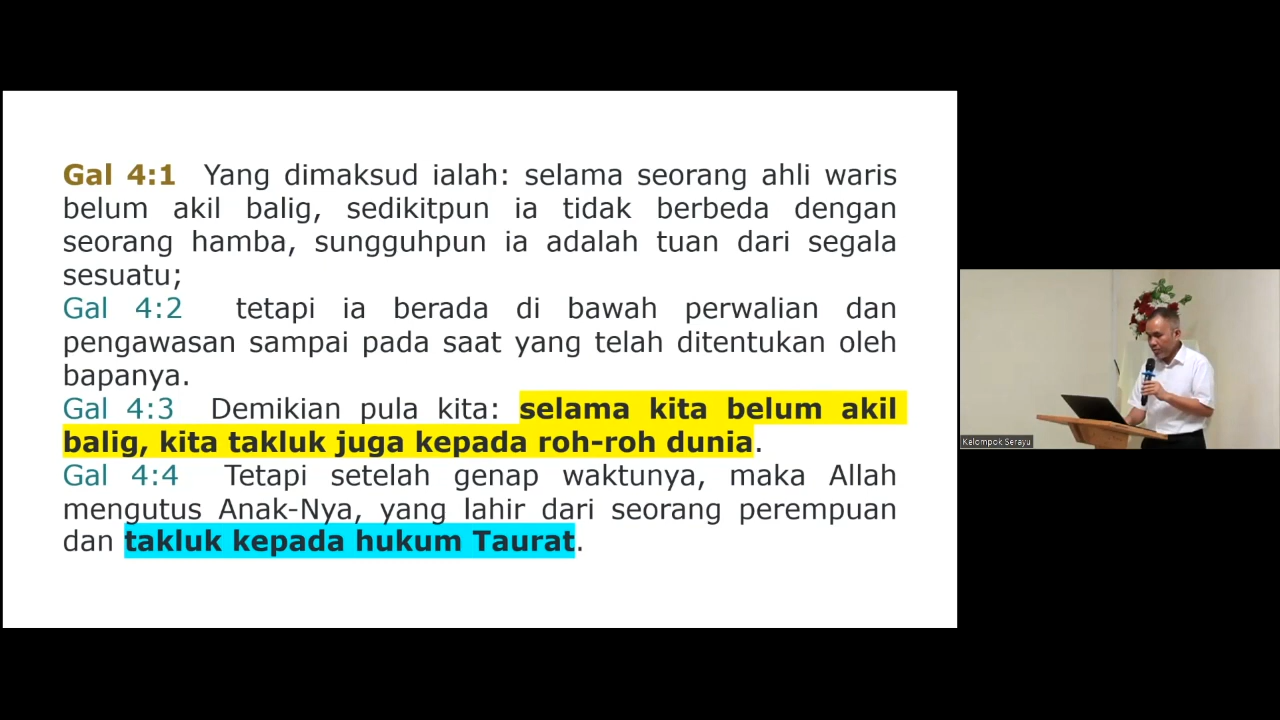 Gal 4:1 Yang dimaksud ialah: selama seorang ahli waris
belum akil balig, sedikitpun ia tidak berbeda dengan
seorang hamba, sungguhpun ia adalah tuan dari segala
sesuatu;
Gal 4:2 tetapi ia berada di bawah perwalian dan
pengawasan sampai pada saat yang telah ditentukan oleh
bapanya.
Gal 4:3 Demikian pula kita: selama kita belum akil
balig, kita takluk juga kepada roh-roh dunia.
Gal 4:4 Tetapi setelah genap waktunya, maka Allah
mengutus Anak-Nya, yang lahir dari seorang perempuan
dan takluk kepada hukum Taurat.
Kelompok Serayu